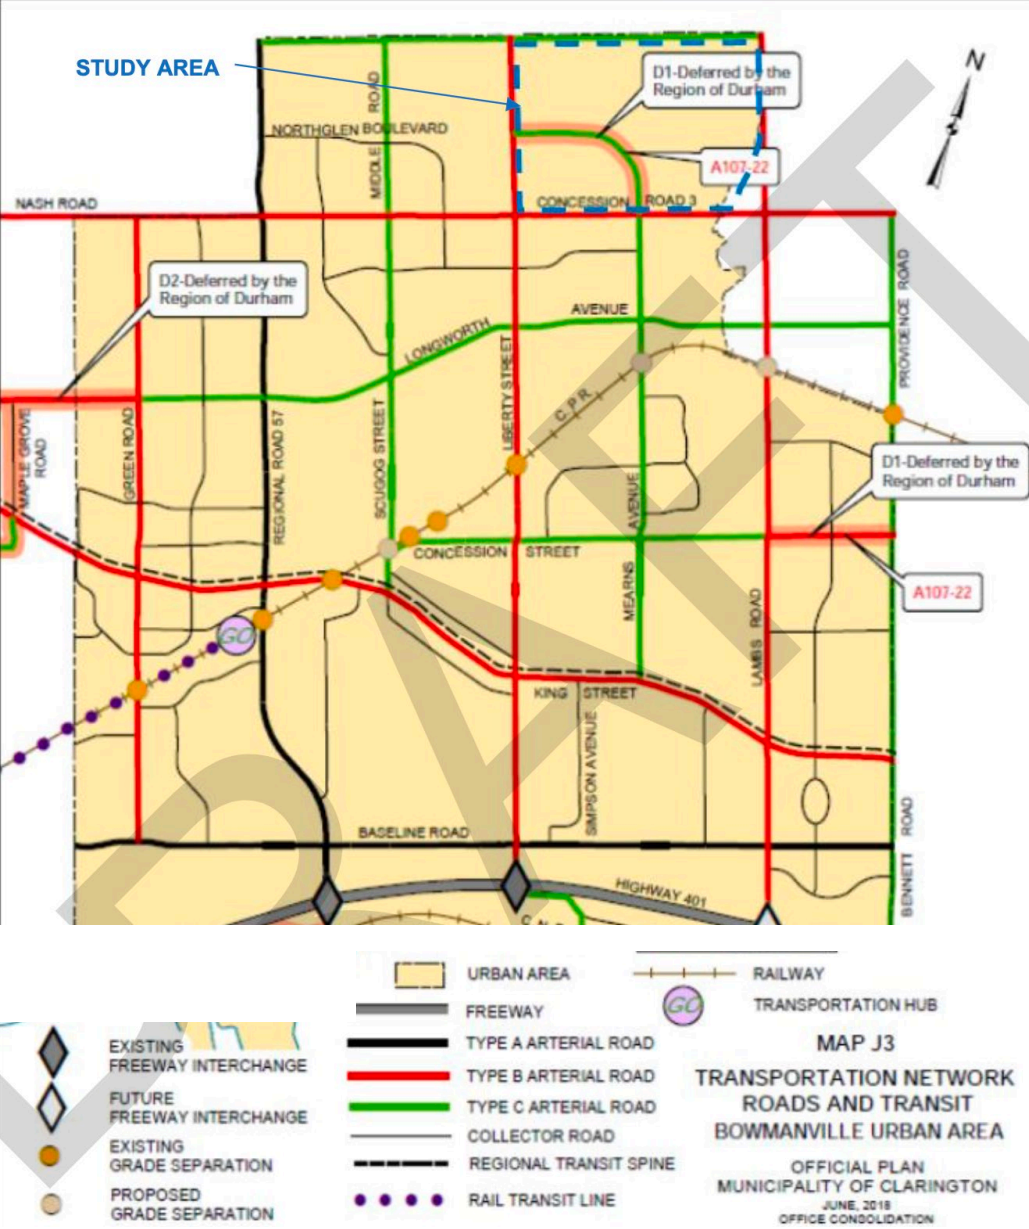 STUDY AREA
D1-Deferred by the
Region of Durham
N
MIDDLE ROAD
NORTHGLEN BOULEVARD
A107-22
NASH ROAD
CONCESSION ROAD 3
D2-Deferred by the
Region of Durham
AVENUE
LONGWORTH
PROVIDENCE ROAD
LIBERTY STREET
C.P.R.
MAPLE GROVE
ROAD
GREEN ROAD
REGIONAL ROAD 57
SCUGOG STREET
D1-Deferred by the
Region of Durham
AVENUE
CONCESSION STREET
MEARNS
A107-22
LAMBS ROAD
GO
KING STREET
SIMPSON AVENUE
BASELINE ROAD
BENNETT ROAD
HIGHWAY 401
DRAFT
URBAN AREA
RAILWAY
FREEWAY
GO
TRANSPORTATION HUB
EXISTING
FREEWAY INTERCHANGE
TYPE A ARTERIAL ROAD
MAP J3
FUTURE
FREEWAY INTERCHANGE
TYPE B ARTERIAL ROAD
TRANSPORTATION NETWORK
TYPE C ARTERIAL ROAD
ROADS AND TRANSIT
COLLECTOR ROAD
BOWMANVILLE URBAN AREA
EXISTING
GRADE SEPARATION
REGIONAL TRANSIT SPINE
OFFICIAL PLAN
MUNICIPALITY OF CLARINGTON
PROPOSED
GRADE SEPARATION
RAIL TRANSIT LINE
JUNE, 2018
OFFICE CONSOLIDATION